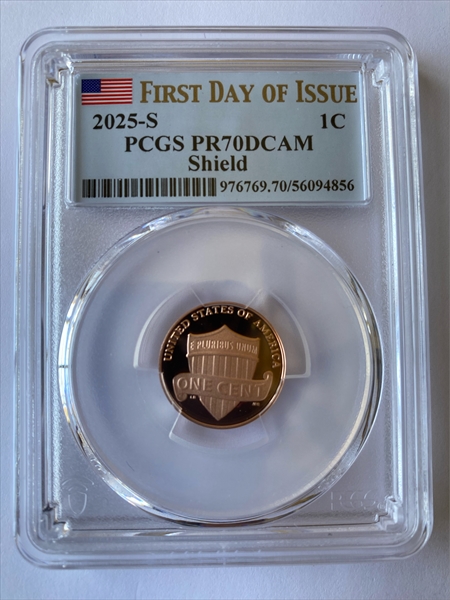 FIRST DAY OF ISSUE
2025-S 1C
PCGS PR70DCAM
Shield
976769.70/56094856
UNITED STATES OF AMERICA
E PLURIBUS UNUM
ONE CENT